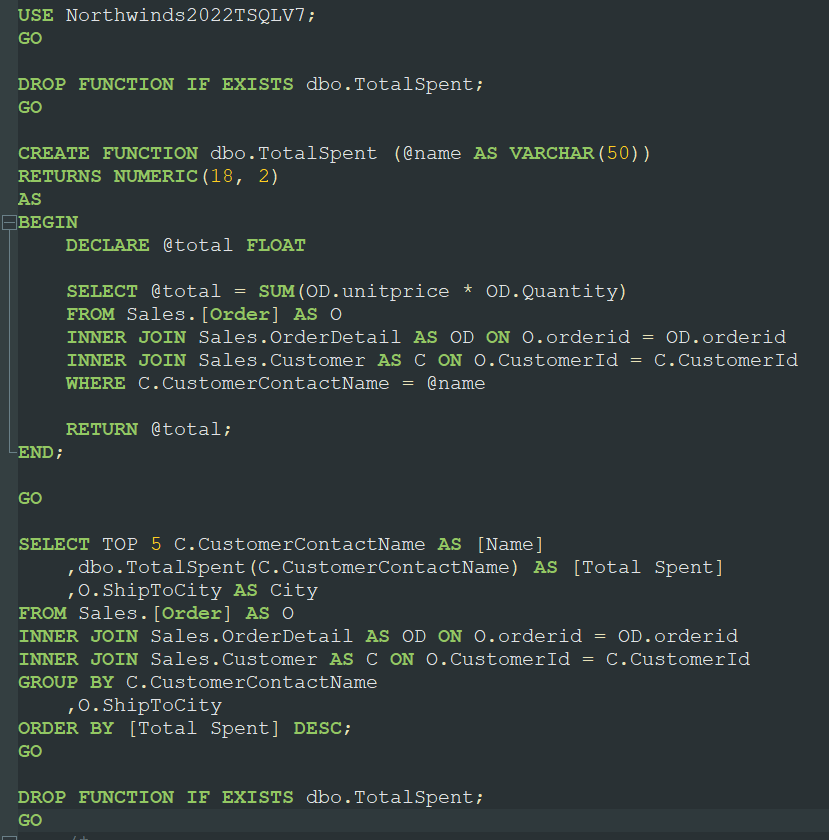 USE Northwinds2022TSQLV7;
GO
DROP FUNCTION IF EXISTS dbo.TotalSpent;
GO
CREATE FUNCTION dbo.TotalSpent (@name AS VARCHAR(50))
RETURNS NUMERIC(18, 2)
AS
BEGIN
    DECLARE @total FLOAT
    SELECT @total = SUM(OD.unitprice * OD.Quantity)
    FROM Sales.[Order] AS O
    INNER JOIN Sales.OrderDetail AS OD ON O.orderid = OD.orderid
    INNER JOIN Sales.Customer AS C ON O.CustomerId = C.CustomerId
    WHERE C.CustomerContactName = @name
    RETURN @total;
END;
GO
SELECT TOP 5 C.CustomerContactName AS [Name]
    ,dbo.TotalSpent(C.CustomerContactName) AS [Total Spent]
    ,O.ShipToCity AS City
FROM Sales.[Order] AS O
INNER JOIN Sales.OrderDetail AS OD ON O.orderid = OD.orderid
INNER JOIN Sales.Customer AS C ON O.CustomerId = C.CustomerId
GROUP BY C.CustomerContactName
    ,O.ShipToCity
ORDER BY [Total Spent] DESC;
GO
DROP FUNCTION IF EXISTS dbo.TotalSpent;
GO